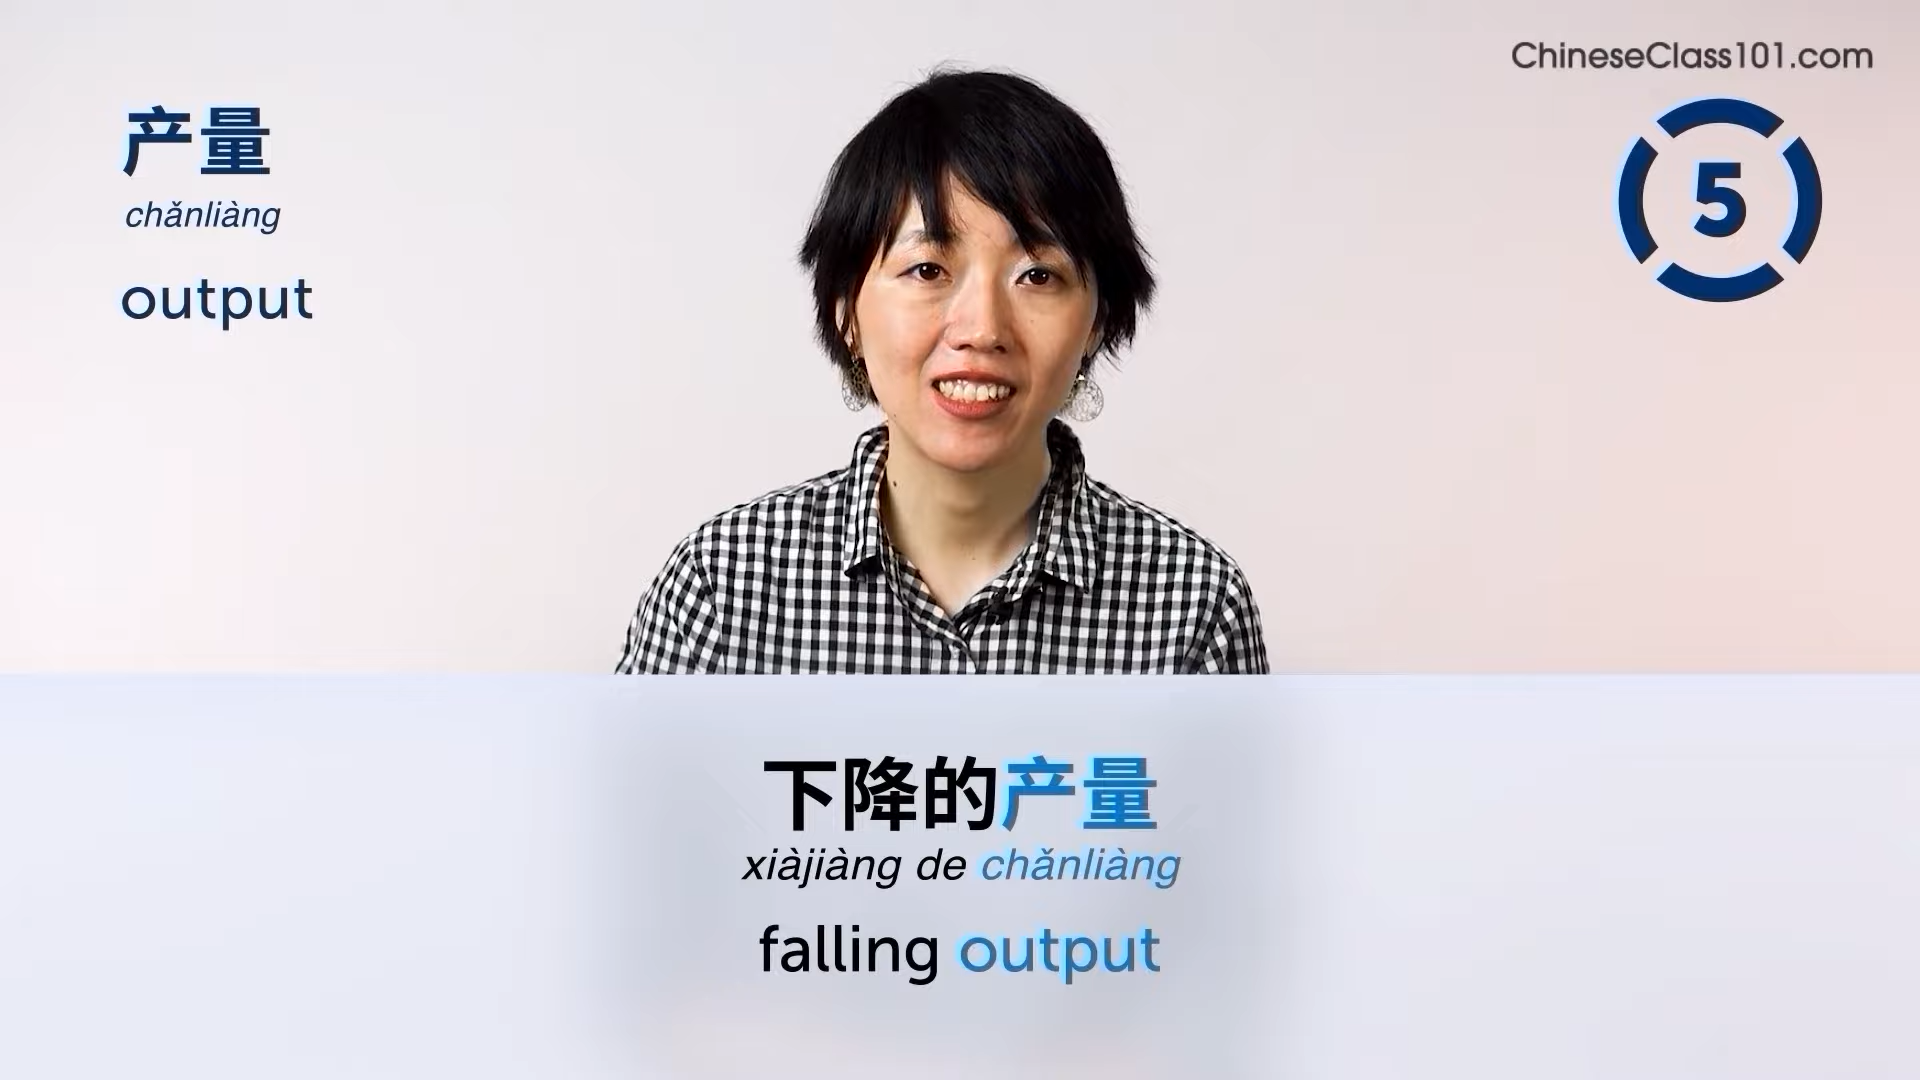 ChineseClass101.com
产量
chǎnliàng
output
5
下降的产量
xiàjiàng de chǎnliàng
falling output